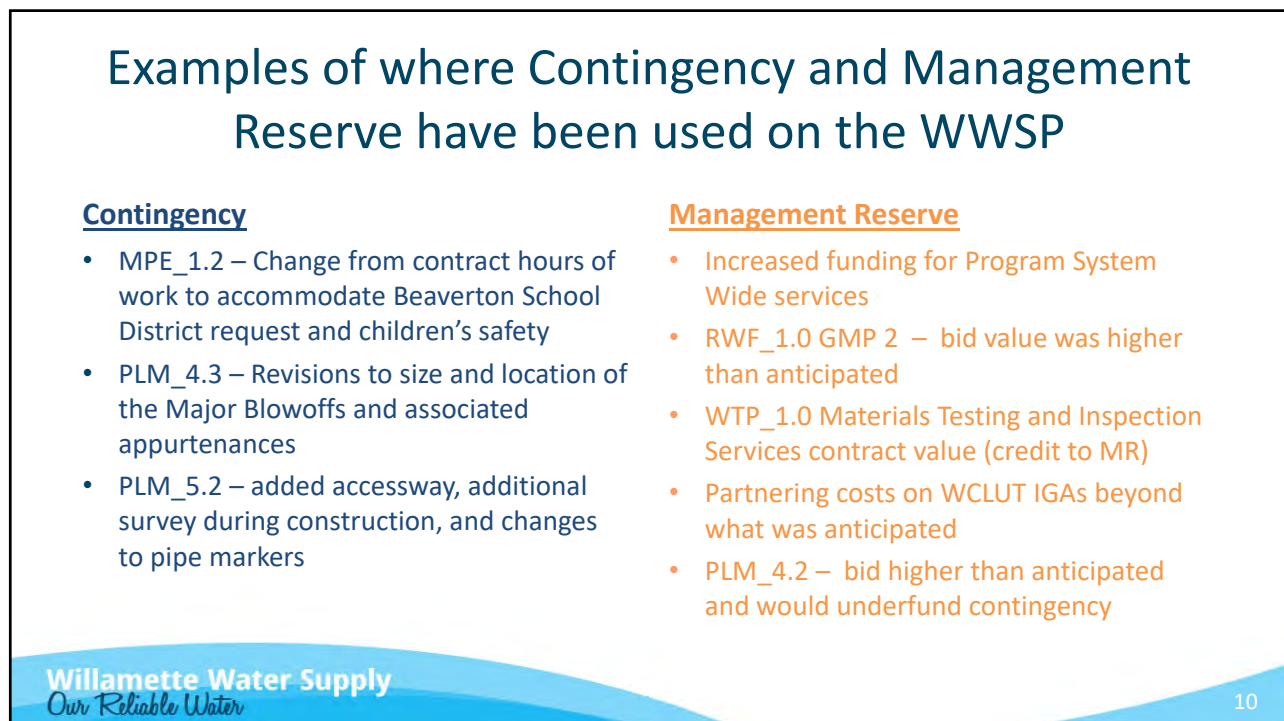 Examples of where Contingency and Management
Reserve have been used on the WWSP
Contingency
• MPE_1.2 – Change from contract hours of
work to accommodate Beaverton School
District request and children’s safety
• PLM_4.3 – Revisions to size and location of
the Major Blowoffs and associated
appurtenances
• PLM_5.2 – added accessway, additional
survey during construction, and changes
to pipe markers
Management Reserve
• Increased funding for Program System
Wide services
• RWF_1.0 GMP 2 – bid value was higher
than anticipated
• WTP_1.0 Materials Testing and Inspection
Services contract value (credit to MR)
• Partnering costs on WCLUT IGAs beyond
what was anticipated
• PLM_4.2 – bid higher than anticipated
and would underfund contingency
Willamette Water Supply
Our Reliable Water
10